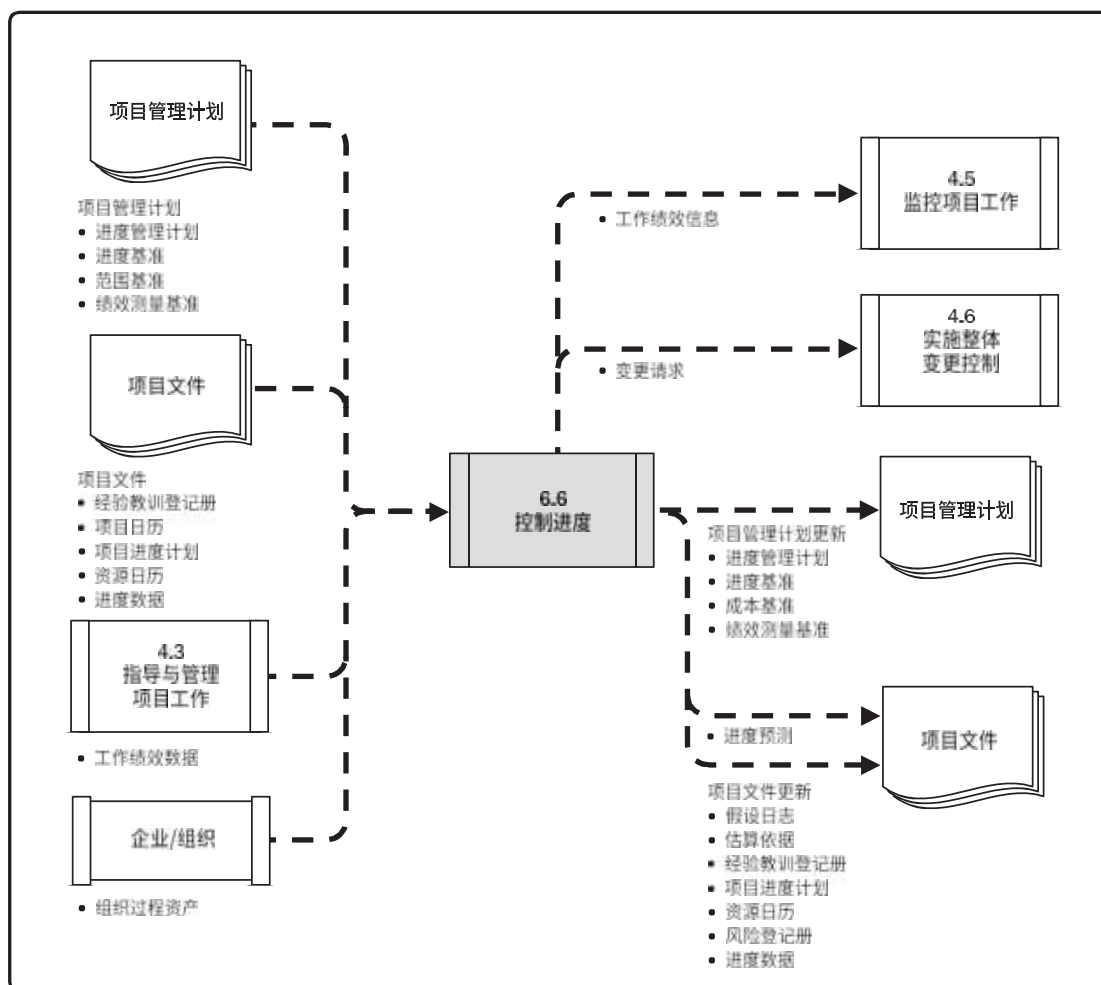 项目管理计划
项目管理计划
• 进度管理计划
• 进度基准
• 范围基准
• 绩效测量基准
项目文件
项目文件
• 经验教训登记册
• 项目日历
• 项目进度计划
• 资源日历
• 进度数据
4.3
指导与管理
项目工作
• 工作绩效数据
企业/组织
• 组织过程资产
6.6
控制进度
• 工作绩效信息
4.5
监控项目工作
• 变更请求
4.6
实施整体
变更控制
项目管理计划
项目管理计划更新
• 进度管理计划
• 进度基准
• 成本基准
• 绩效测量基准
• 进度预测
项目文件
项目文件更新
• 假设日志
• 估算依据
• 经验教训登记册
• 项目进度计划
• 资源日历
• 风险登记册
• 进度数据